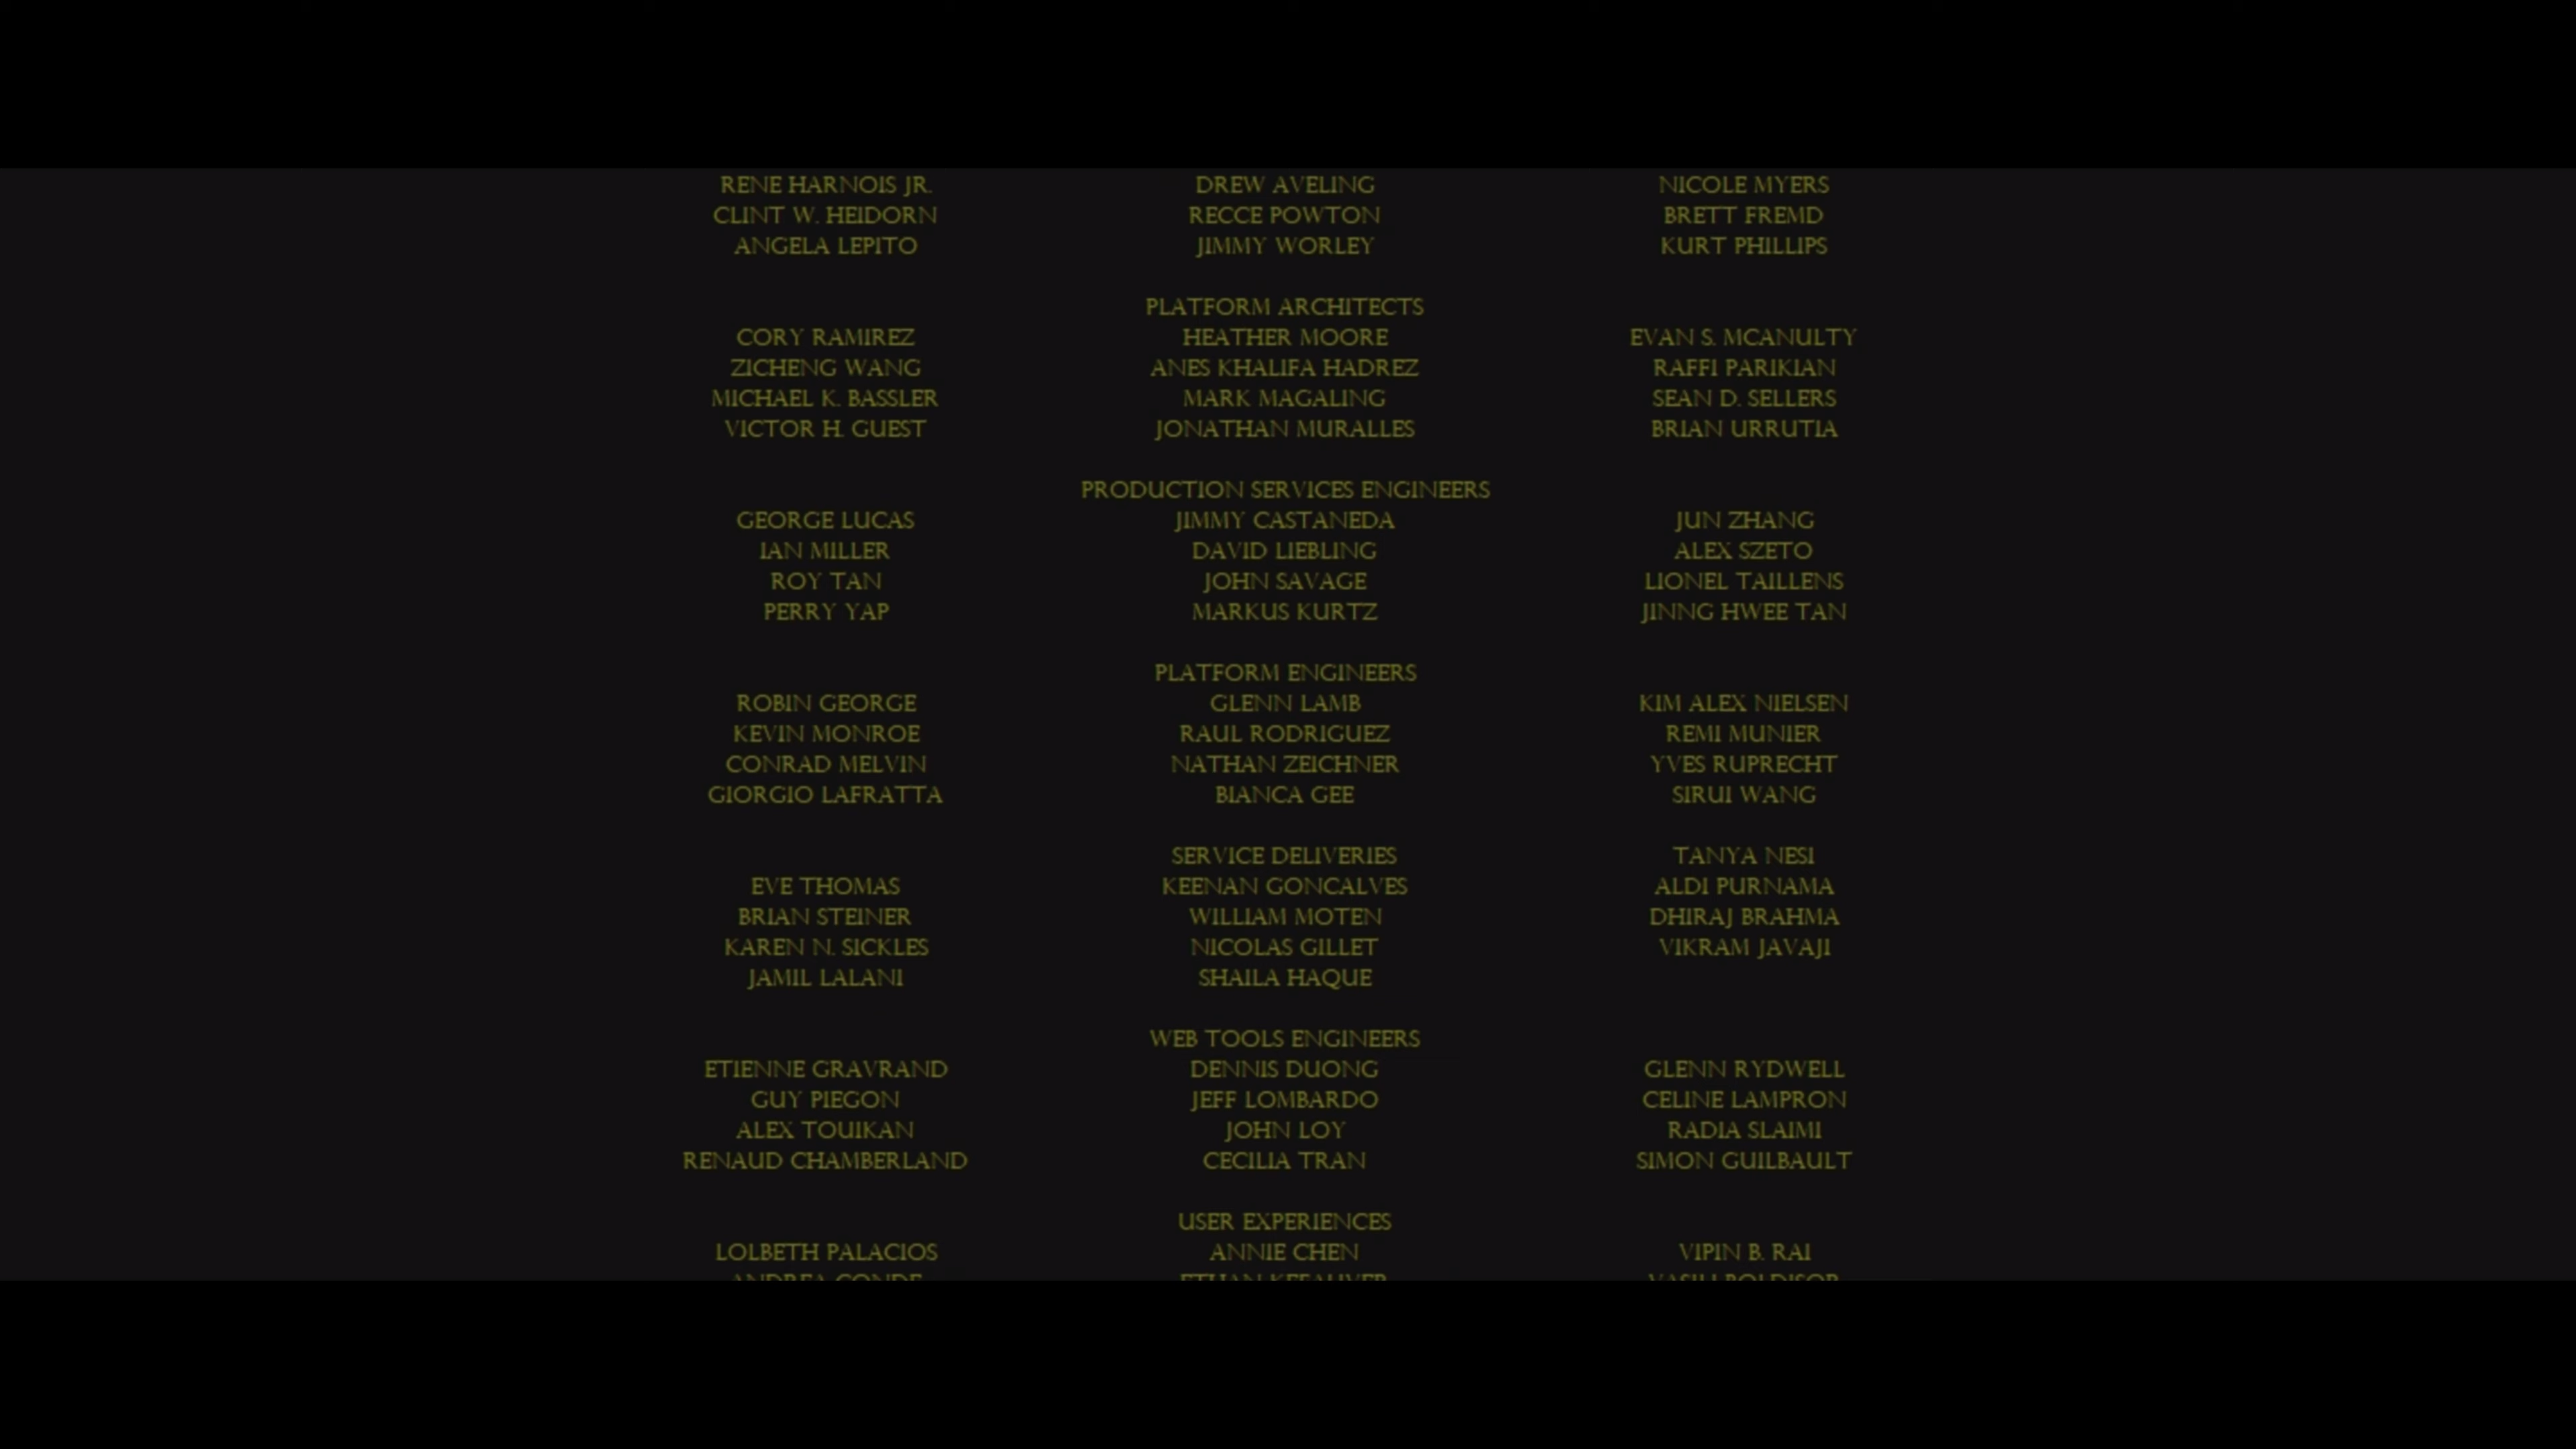 RENE HARNOIS JR. DREW AVELING NICOLE MYERS
CLINT W. HEIDORN RECCE POWTON BRETT FREMD
ANGELA LEPITO JIMMY WORLEY KURT PHILLIPS
PLATFORM ARCHITECTS
CORY RAMIREZ HEATHER MOORE EVAN S. MCANULTY
ZICHENG WANG ANES KHALIFA HADREZ RAFFI PARIKIAN
MICHAEL K. BASSLER MARK MAGALING SEAN D. SELLERS
VICTOR H. GUEST JONATHAN MURALLES BRIAN URRUTIA
PRODUCTION SERVICES ENGINEERS
GEORGE LUCAS JIMMY CASTANEDA JUN ZHANG
IAN MILLER DAVID LIEBLING ALEX SZETO
ROY TAN JOHN SAVAGE LIONEL TAILLENS
PERRY YAP MARKUS KURTZ JINNG HWEE TAN
PLATFORM ENGINEERS
ROBIN GEORGE GLENN LAMB KIM ALEX NIELSEN
KEVIN MONROE RAUL RODRIGUEZ REMI MUNIER
CONRAD MELVIN NATHAN ZEICHNER YVES RUPRECHT
GIORGIO LAFRATTA BIANCA GEE SIRUI WANG
SERVICE DELIVERIES TANYA NESI
EVE THOMAS KEENAN GONCALVES ALDI PURNAMA
BRIAN STEINER WILLIAM MOTEN DHIRAJ BRAHMA
KAREN N. SICKLES NICOLAS GILLET VIKRAM JAVAJI
JAMIL LALANI SHAILA HAQUE
WEB TOOLS ENGINEERS
ETIENNE GRAVRAND DENNIS DUONG GLENN RYDWELL
GUY PIEGON JEFF LOMBARDO CELINE LAMPRON
ALEX TOUIKAN JOHN LOY RADIA SLAIMI
RENAUD CHAMBERLAND CECILIA TRAN SIMON GUILBAULT
USER EXPERIENCES
LOLBETH PALACIOS ANNIE CHEN VIPIN B. RAI